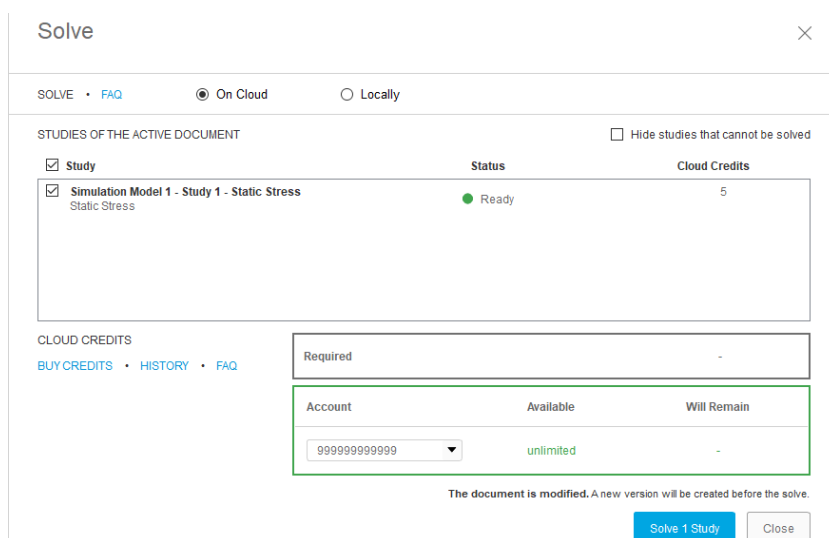 Solve
SOLVE • FAQ On Cloud Locally
STUDIES OF THE ACTIVE DOCUMENT Hide studies that cannot be solved
Study Status Cloud Credits
Simulation Model 1 - Study 1 - Static Stress Ready 5
Static Stress
CLOUD CREDITS
BUY CREDITS • HISTORY • FAQ
Required -
Account Available Will Remain
999999999999 unlimited -
The document is modified. A new version will be created before the solve.
Solve 1 Study Close